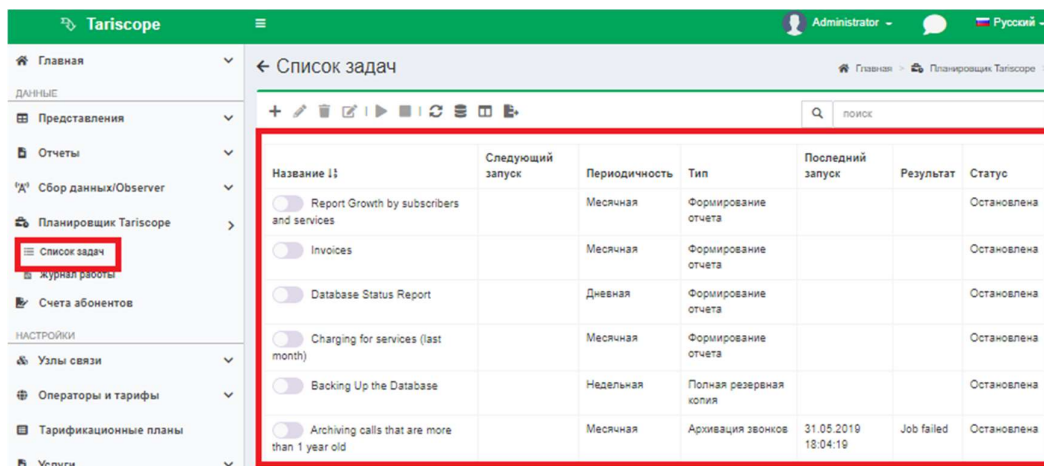 Tariscope
Administrator
Русский
Главная
ДАННЫЕ
Представления
Отчеты
Сбор данных/Observer
Планировщик Tariscope
Список задач
Журнал работы
Счета абонентов
НАСТРОЙКИ
Узлы связи
Операторы и тарифы
Тарификационные планы
Услуги
Список задач
Главная > Планировщик Tariscope >
поиск
Название Следующий запуск Периодичность Тип Последний запуск Результат Статус
Report Growth by subscribers and services Месячная Формирование отчета Остановлена
Invoices Месячная Формирование отчета Остановлена
Database Status Report Дневная Формирование отчета Остановлена
Charging for services (last month) Месячная Формирование отчета Остановлена
Backing Up the Database Недельная Полная резервная копия Остановлена
Archiving calls that are more than 1 year old Месячная Архивация звонков 31.05.2019 18:04:19 Job failed Остановлена